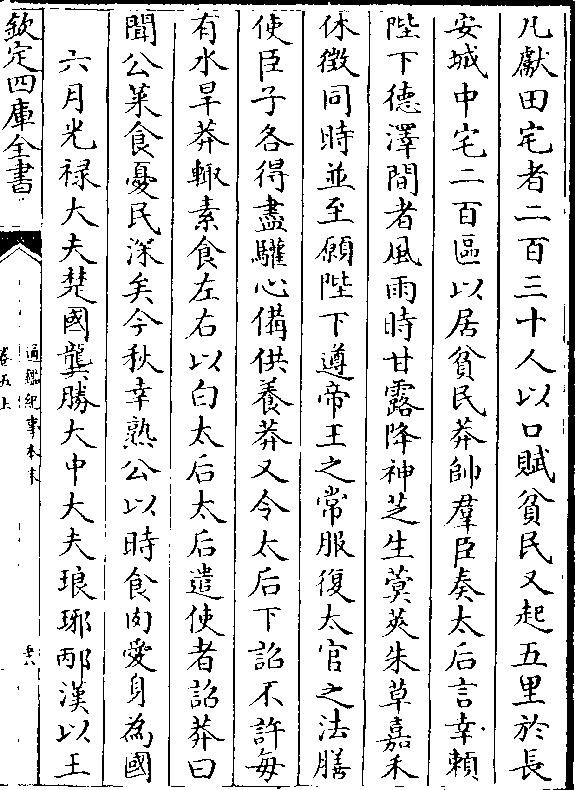 凡獻田宅者二百三十人以口賦貧民又起五里於長
安城中宅二百區以居貧民莽帥羣臣奏太后言幸賴
陛下德澤間者風雨時甘露降神芝生蓂莢朱草嘉禾
休徴同時並至願陛下遵帝王之常服復太官之法膳
使臣子各得盡驩心備供養莽又令太后下詔不許每
有水旱莽輒素食左右以白太后太后遣使者詔莽曰
聞公菜食憂民深矣今秋幸熟公以時食肉愛身為國
六月光禄大夫楚國龔勝大中大夫琅琊邴漢以王
欽定四庫全書
通鑑紀事本末
卷五上